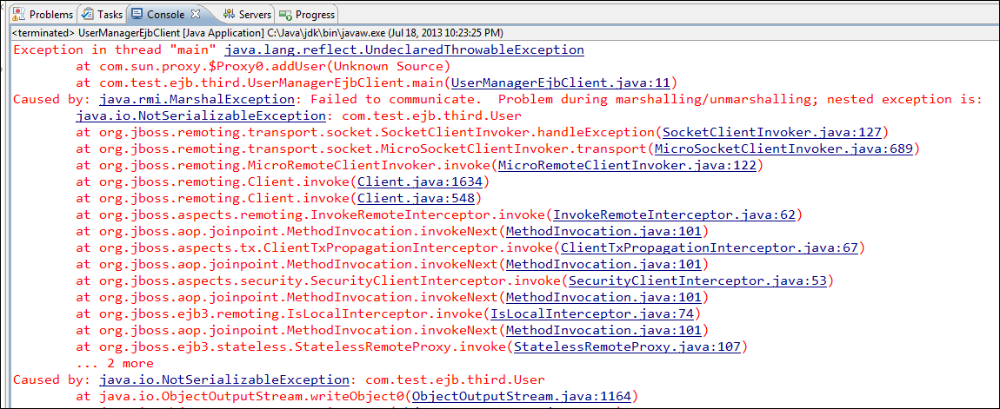 Problems Tasks Console Servers Progress
<terminated> UserManagerEjbClient [Java Application] C:\Java\jdk\bin\javaw.exe (Jul 18, 2013 10:23:25 PM)
Exception in thread "main" java.lang.reflect.UndeclaredThrowableException
at com.sun.proxy.$Proxy0.addUser(Unknown Source)
at com.test.ejb.third.UserManagerEjbClient.main(UserManagerEjbClient.java:11)
Caused by: java.rmi.MarshalException: Failed to communicate.  Problem during marshalling/unmarshalling; nested exception is:
java.io.NotSerializableException: com.test.ejb.third.User
at org.jboss.remoting.transport.socket.SocketClientInvoker.handleException(SocketClientInvoker.java:127)
at org.jboss.remoting.transport.socket.MicroSocketClientInvoker.transport(MicroSocketClientInvoker.java:689)
at org.jboss.remoting.MicroRemoteClientInvoker.invoke(MicroRemoteClientInvoker.java:122)
at org.jboss.remoting.Client.invoke(Client.java:1634)
at org.jboss.remoting.Client.invoke(Client.java:548)
at org.jboss.aspects.remoting.InvokeRemoteInterceptor.invoke(InvokeRemoteInterceptor.java:62)
at org.jboss.aop.joinpoint.MethodInvocation.invokeNext(MethodInvocation.java:101)
at org.jboss.aspects.tx.ClientTxPropagationInterceptor.invoke(ClientTxPropagationInterceptor.java:67)
at org.jboss.aop.joinpoint.MethodInvocation.invokeNext(MethodInvocation.java:101)
at org.jboss.aspects.security.SecurityClientInterceptor.invoke(SecurityClientInterceptor.java:53)
at org.jboss.aop.joinpoint.MethodInvocation.invokeNext(MethodInvocation.java:101)
at org.jboss.ejb3.remoting.IsLocalInterceptor.invoke(IsLocalInterceptor.java:74)
at org.jboss.aop.joinpoint.MethodInvocation.invokeNext(MethodInvocation.java:101)
at org.jboss.ejb3.stateless.StatelessRemoteProxy.invoke(StatelessRemoteProxy.java:107)
... 2 more
Caused by: java.io.NotSerializableException: com.test.ejb.third.User
at java.io.ObjectOutputStream.writeObject0(ObjectOutputStream.java:1164)